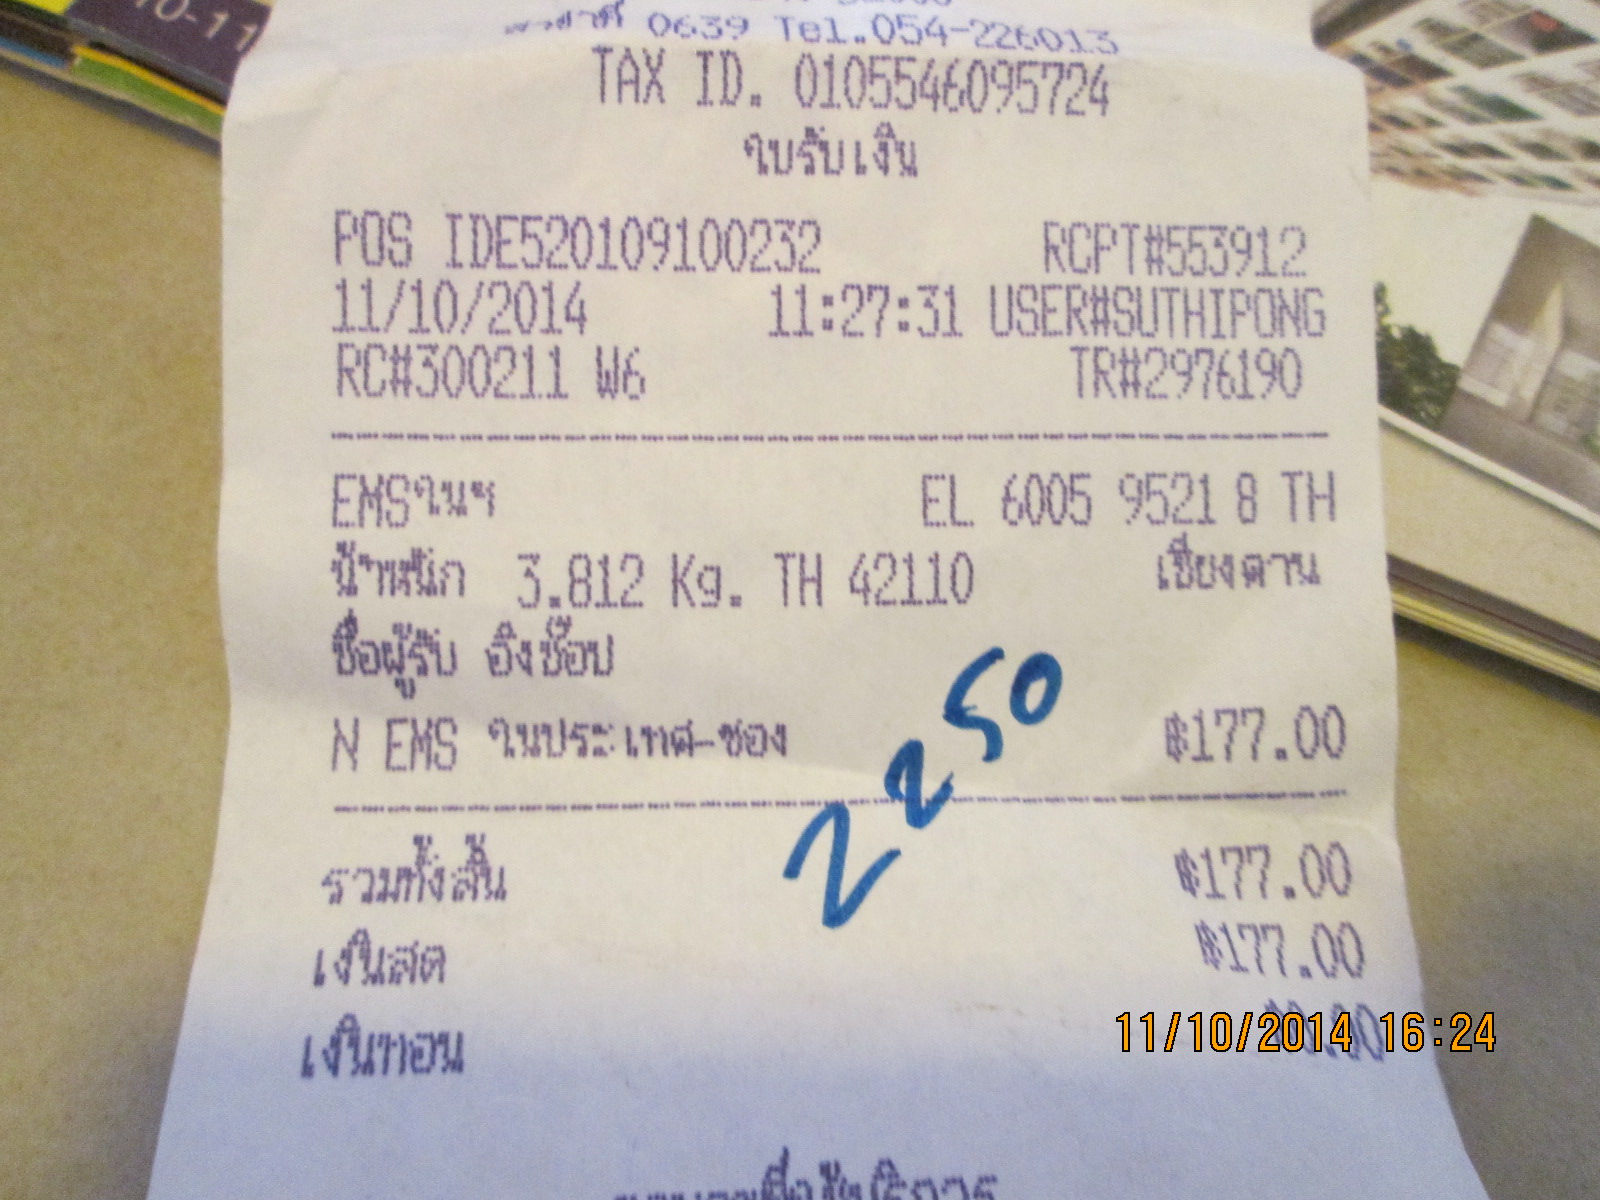 10-11
0639 Tel.054-226013
TAX ID. 0105546095724
ใบรับเงิน
POS IDE520109100232 RCPT#553912
11/10/2014 11:27:31 USER#SUTHIPONG
RC#300211 W6 TR#2976190
EMSในฯ EL 6005 9521 8 TH
น้ำหนัก 3.812 Kg. TH 42110 เชียงคาน
ชื่อผู้รับ อิงช๊อป
N EMS ในประเทศ-ซอง ฿177.00
2250
รวมทั้งสิ้น ฿177.00
เงินสด ฿177.00
เงินทอน ฿0.00
11/10/2014 16:24